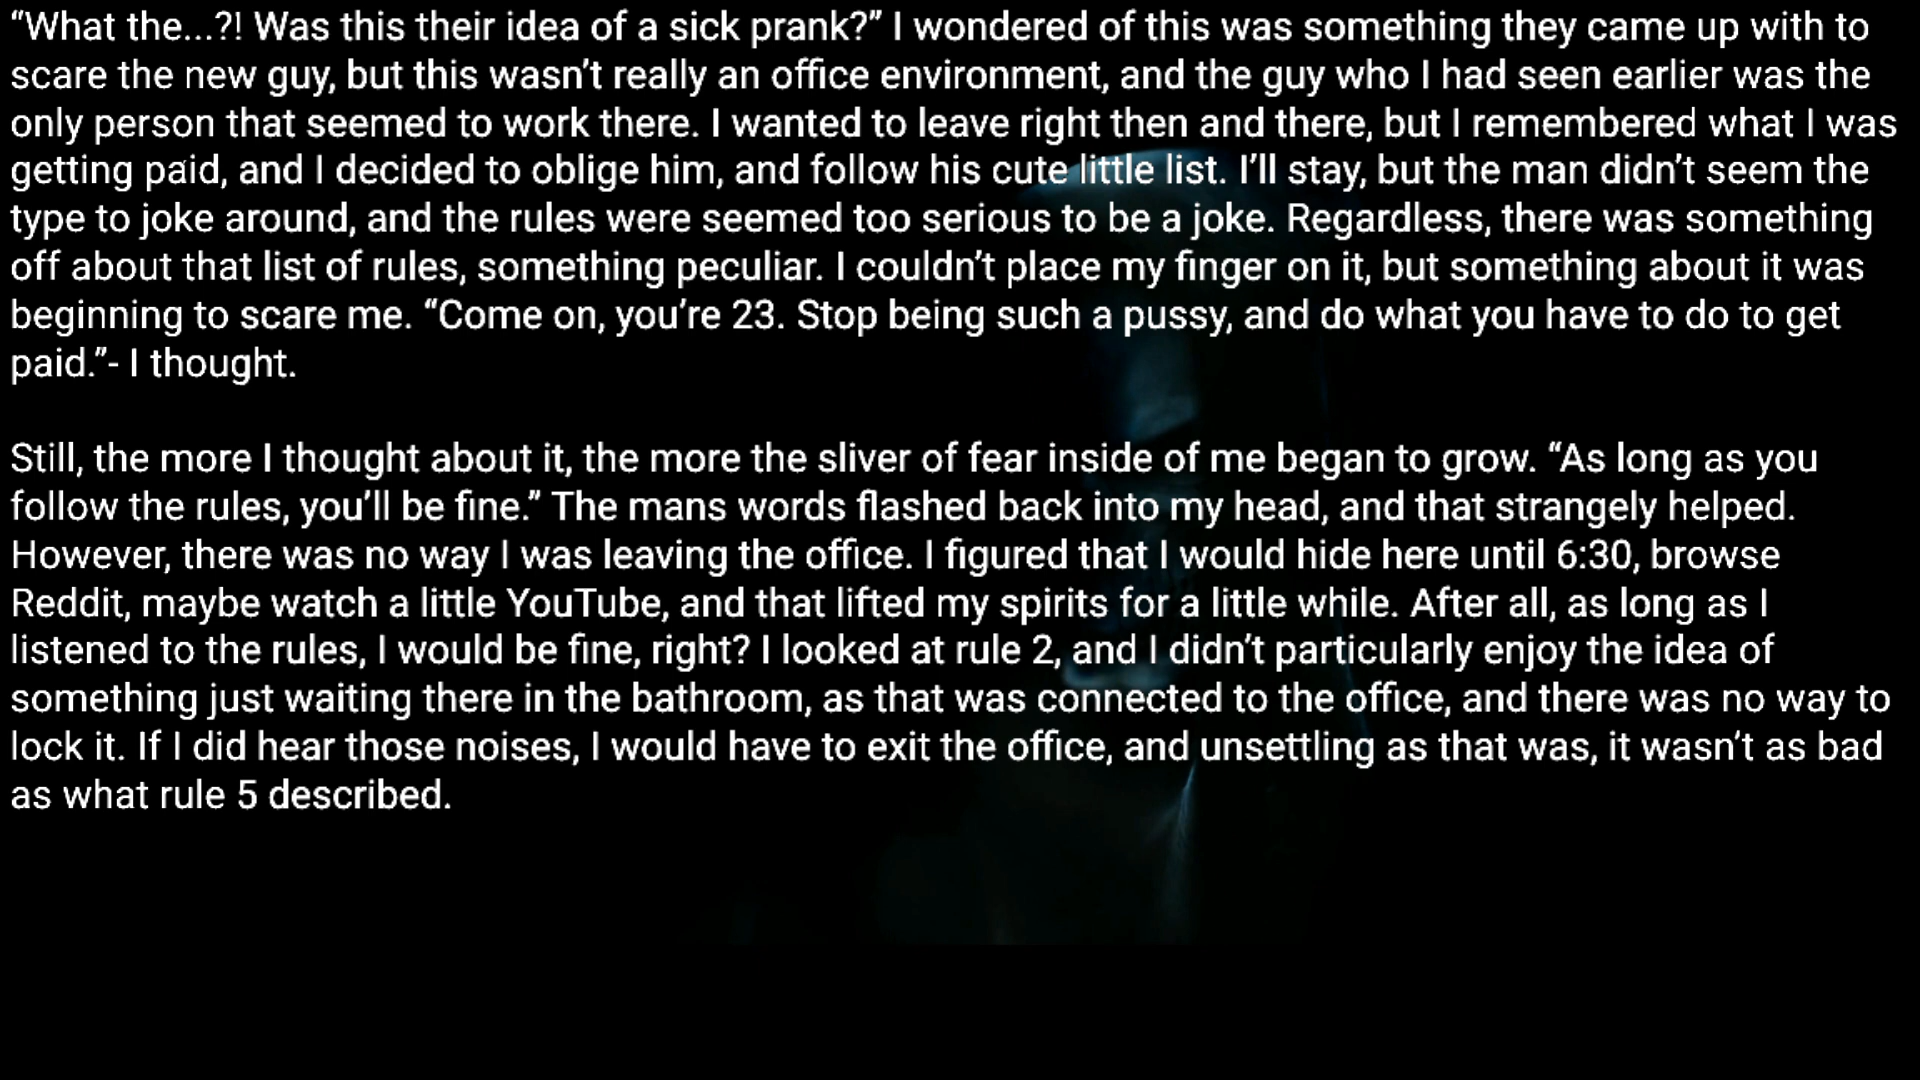 “What the...?! Was this their idea of a sick prank?” I wondered of this was something they came up with to
scare the new guy, but this wasn’t really an office environment, and the guy who I had seen earlier was the
only person that seemed to work there. I wanted to leave right then and there, but I remembered what I was
getting paid, and I decided to oblige him, and follow his cute little list. I’ll stay, but the man didn’t seem the
type to joke around, and the rules were seemed too serious to be a joke. Regardless, there was something
off about that list of rules, something peculiar. I couldn’t place my finger on it, but something about it was
beginning to scare me. “Come on, you’re 23. Stop being such a pussy, and do what you have to do to get
paid.”- I thought.
Still, the more I thought about it, the more the sliver of fear inside of me began to grow. “As long as you
follow the rules, you’ll be fine.” The mans words flashed back into my head, and that strangely helped.
However, there was no way I was leaving the office. I figured that I would hide here until 6:30, browse
Reddit, maybe watch a little YouTube, and that lifted my spirits for a little while. After all, as long as I
listened to the rules, I would be fine, right? I looked at rule 2, and I didn’t particularly enjoy the idea of
something just waiting there in the bathroom, as that was connected to the office, and there was no way to
lock it. If I did hear those noises, I would have to exit the office, and unsettling as that was, it wasn’t as bad
as what rule 5 described.